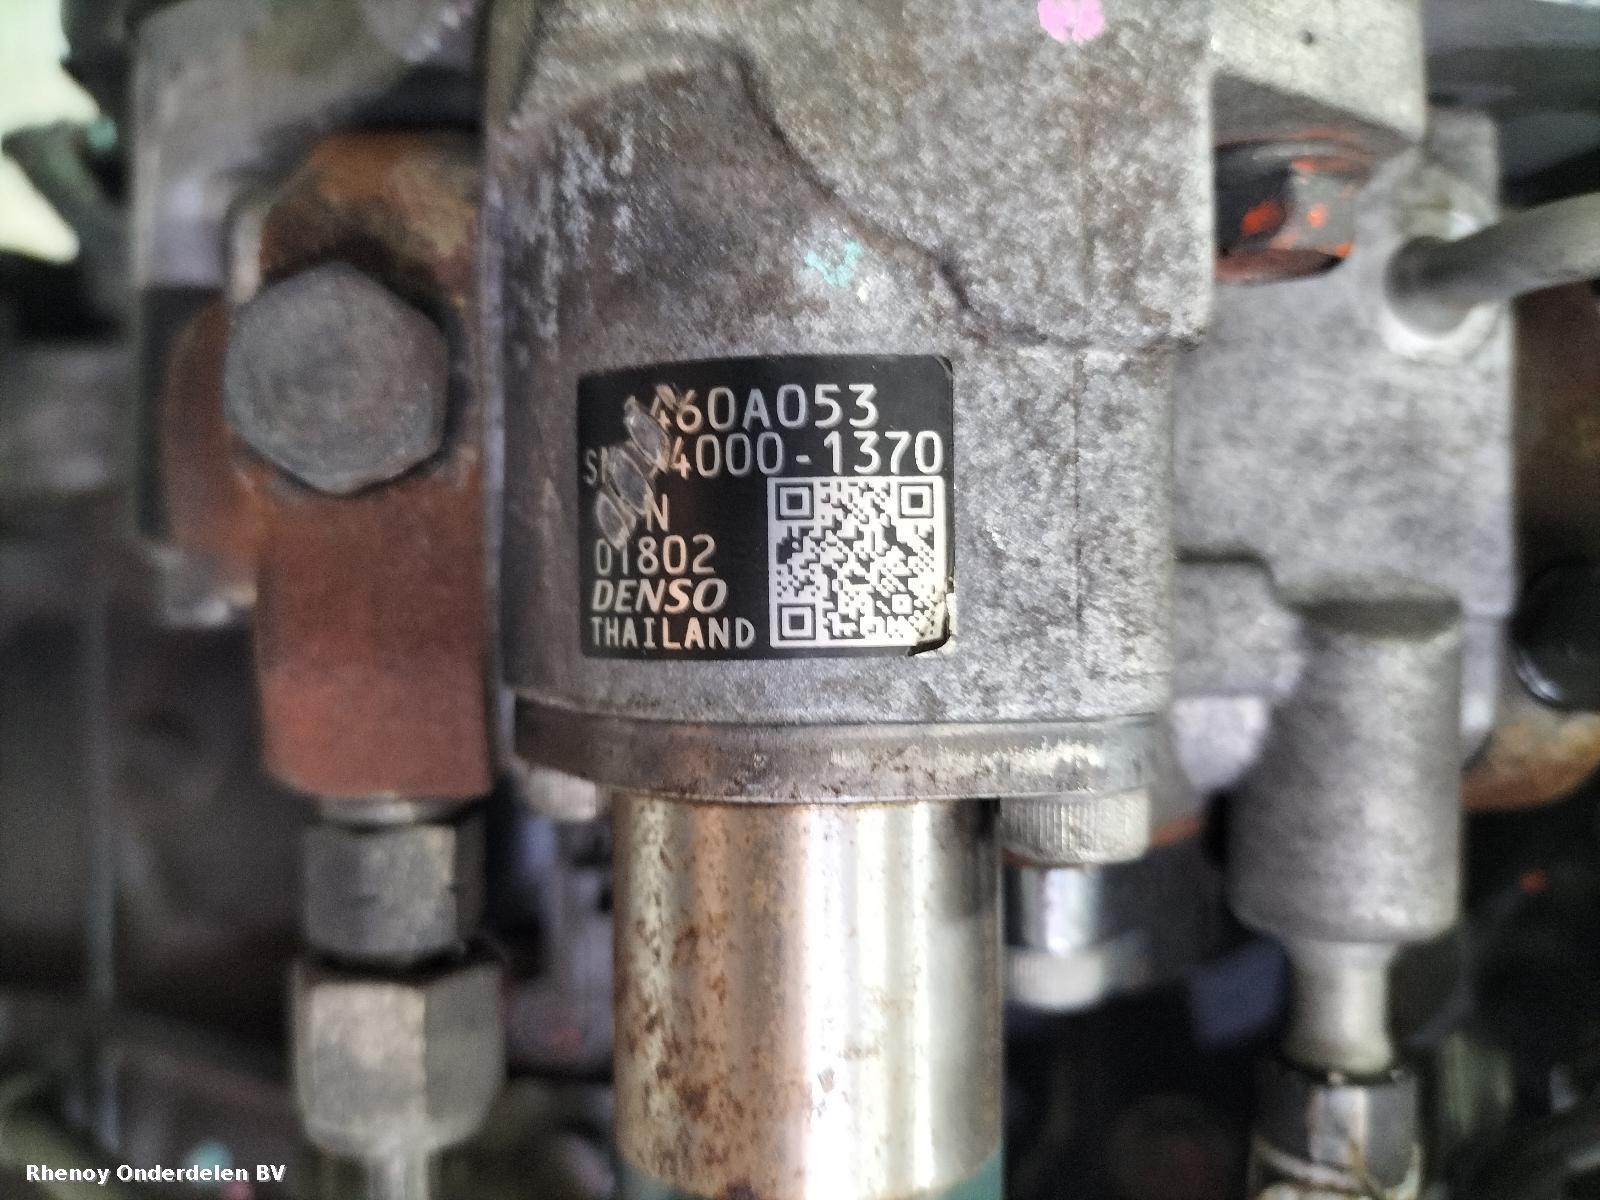 460A053
4000-1370
N
01802
DENSO
THAILAND
Rhenoy Onderdelen BV